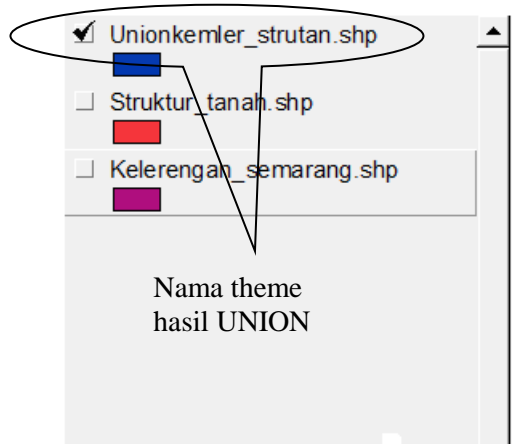 Unionkemler_strutan.shp
Struktur_tanah.shp
Kelerengan_semarang.shp
Nama theme
hasil UNION